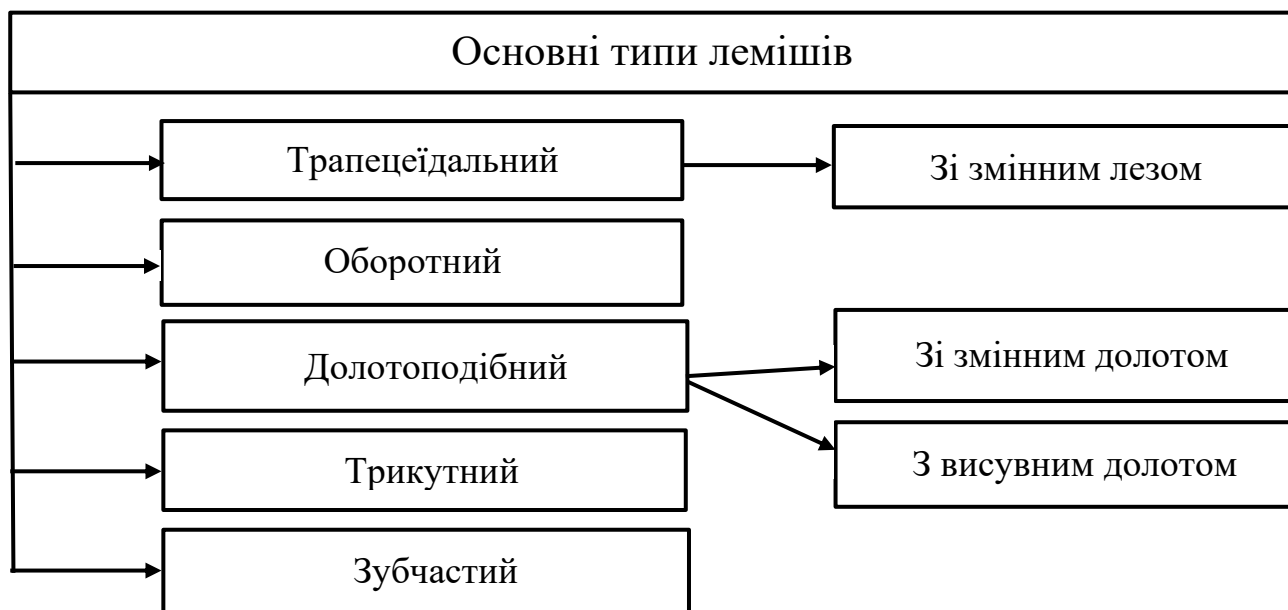 Основні типи лемішів
Трапецеїдальний
Зі змінним лезом
Оборотний
Долотоподібний
Зі змінним долотом
З висувним долотом
Трикутний
Зубчастий